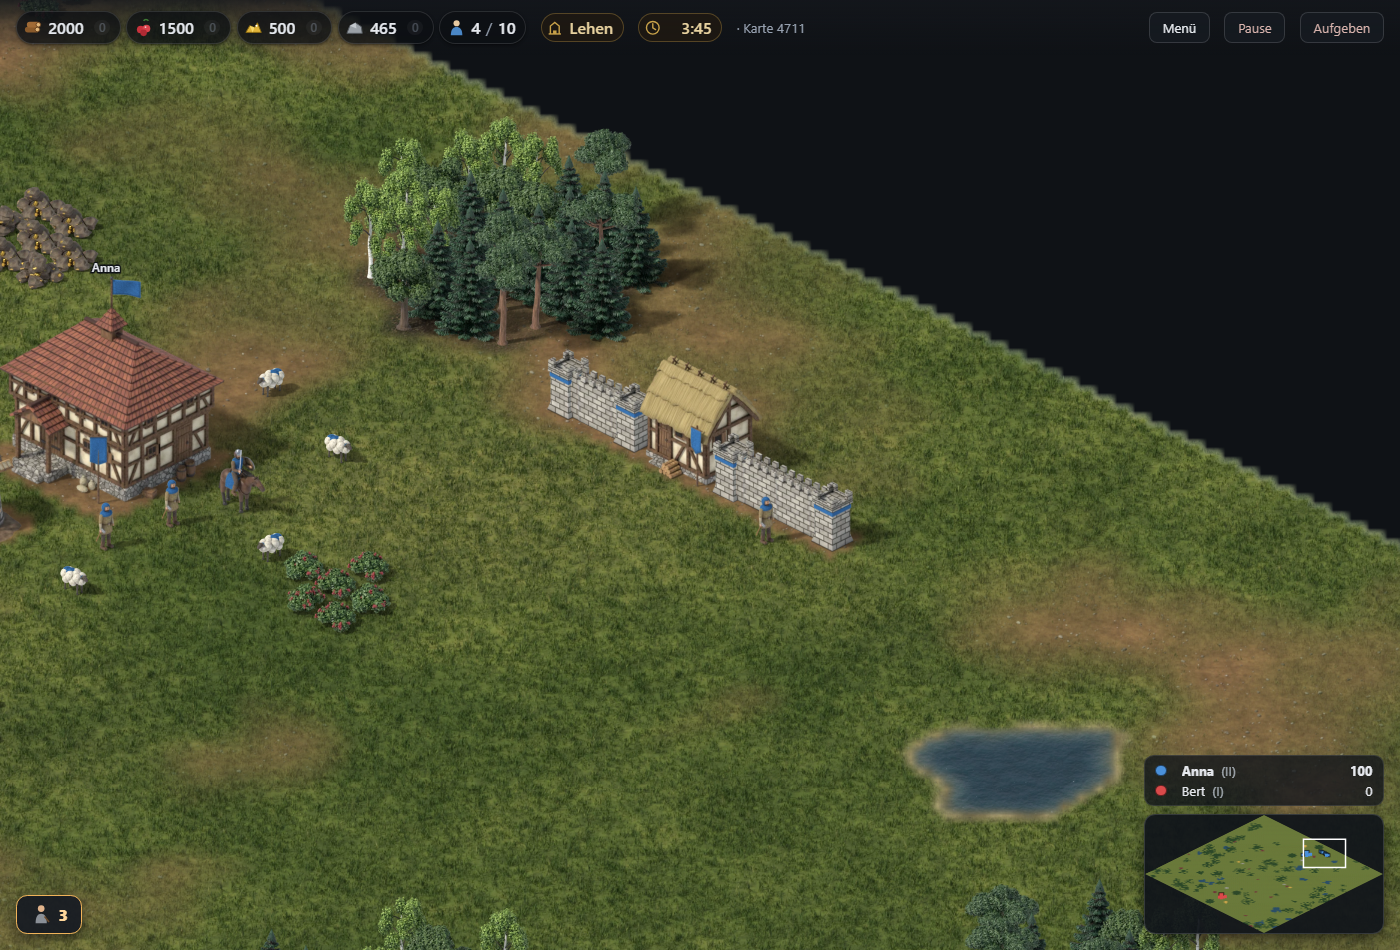 2000 0 1500 0 500 0 465 0 4 / 10 Lehen 3:45 · Karte 4711 Menü Pause Aufgeben
Anna
Anna (II) 100
Bert (I) 0
3